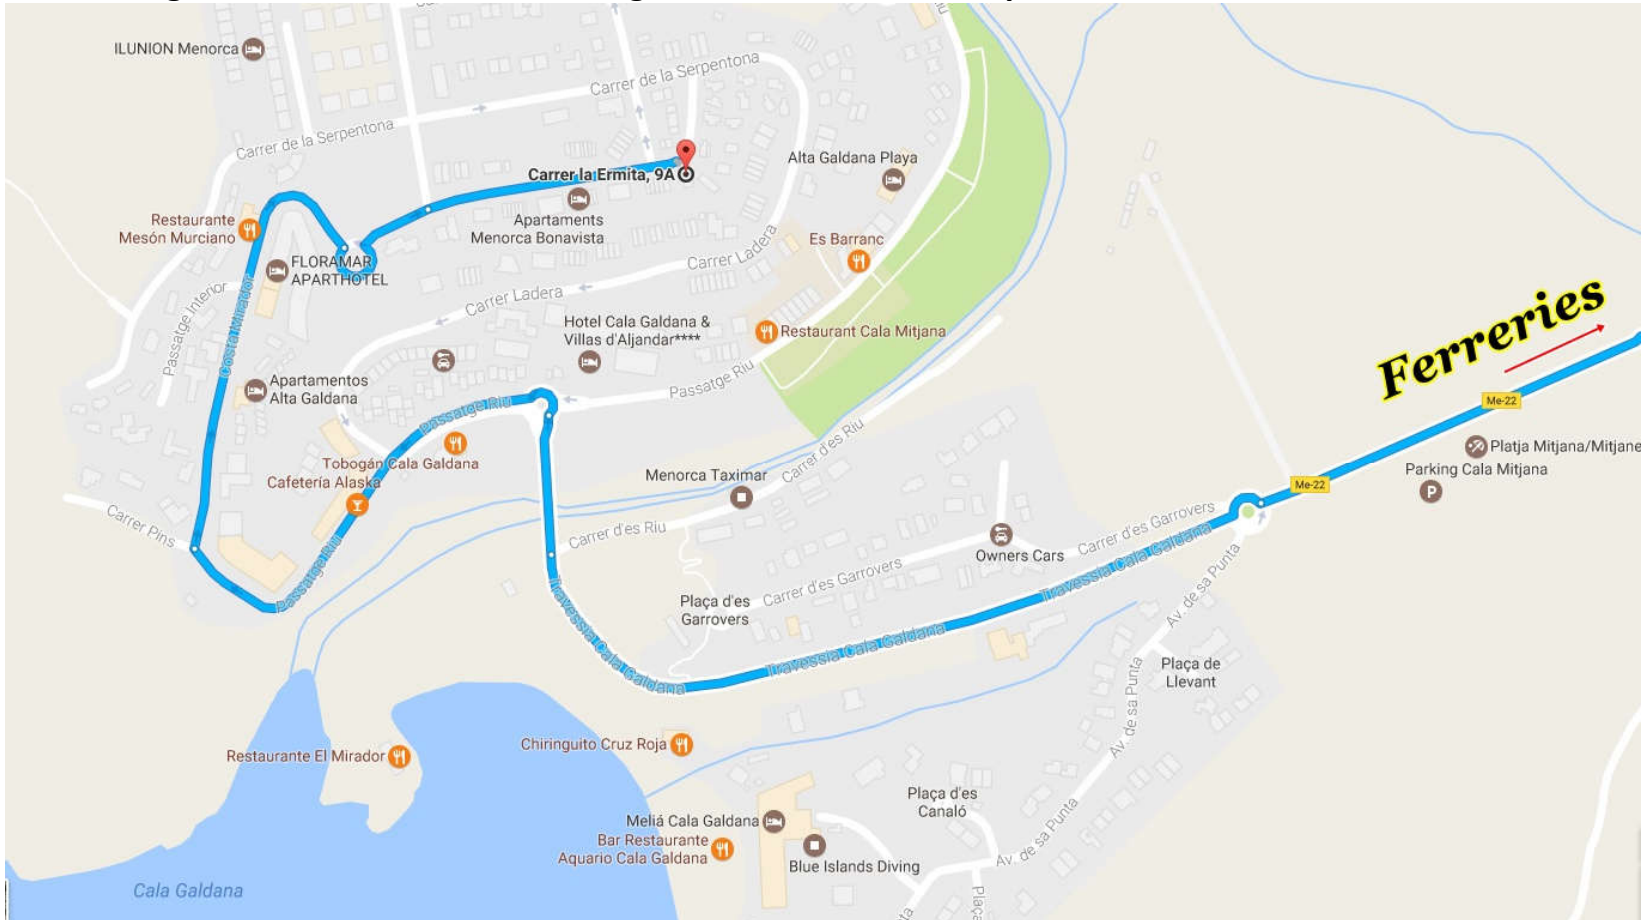 ILUNION Menorca
Carrer de la Serpentona
Carrer de la Serpentona
Alta Galdana Playa
Carrer la Ermita, 9A
Restaurante
Mesón Murciano
Apartaments
Menorca Bonavista
Es Barranc
FLORAMAR
APARTHOTEL
Carrer Ladera
Passatge Interior
Costa Mirador
Carrer Ladera
Ferreries
Hotel Cala Galdana &
Villas d'Aljandar****
Restaurant Cala Mitjana
Apartamentos
Alta Galdana
Passatge Riu
Passatge Riu
Me-22
Tobogán Cala Galdana
Cafetería Alaska
Menorca Taximar
Carrer d'es Riu
Platja Mitjana/Mitjane
Parking Cala Mitjana
P
Me-22
Carrer Pins
Carrer d'es Riu
Carrer d'es Garrovers
Owners Cars
Travessia Cala Galdana
Passatge Riu
Carrer d'es Garrovers
Plaça d'es
Garrovers
Av. de sa Punta
Travessia Cala Galdana
Travessia Cala Galdana
Plaça de
Llevant
Av. de sa Punta
Restaurante El Mirador
Chiringuito Cruz Roja
Plaça d'es
Canaló
Meliá Cala Galdana
Bar Restaurante
Aquario Cala Galdana
Blue Islands Diving
Av. de sa Punta
Cala Galdana
Plaça